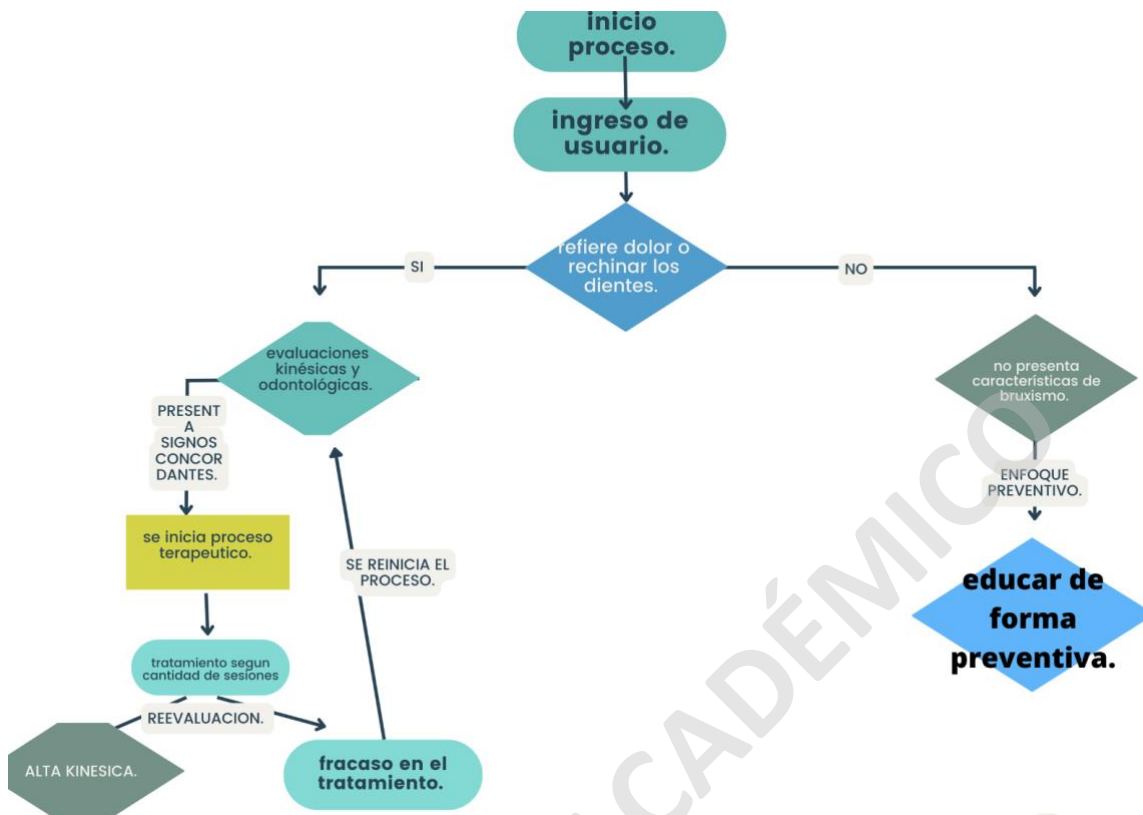 inicio
proceso.
ingreso de
usuario.
refiere dolor o
rechinar los
dientes.
SI
NO
evaluaciones
kinésicas y
odontológicas.
no presenta
características de
bruxismo.
PRESENT
A
SIGNOS
CONCOR
DANTES.
ENFOQUE
PREVENTIVO.
se inicia proceso
terapeutico.
SE REINICIA EL
PROCESO.
educar de
forma
preventiva.
tratamiento segun
cantidad de sesiones
REEVALUACION.
ALTA KINESICA.
fracaso en el
tratamiento.
CADÉMICO